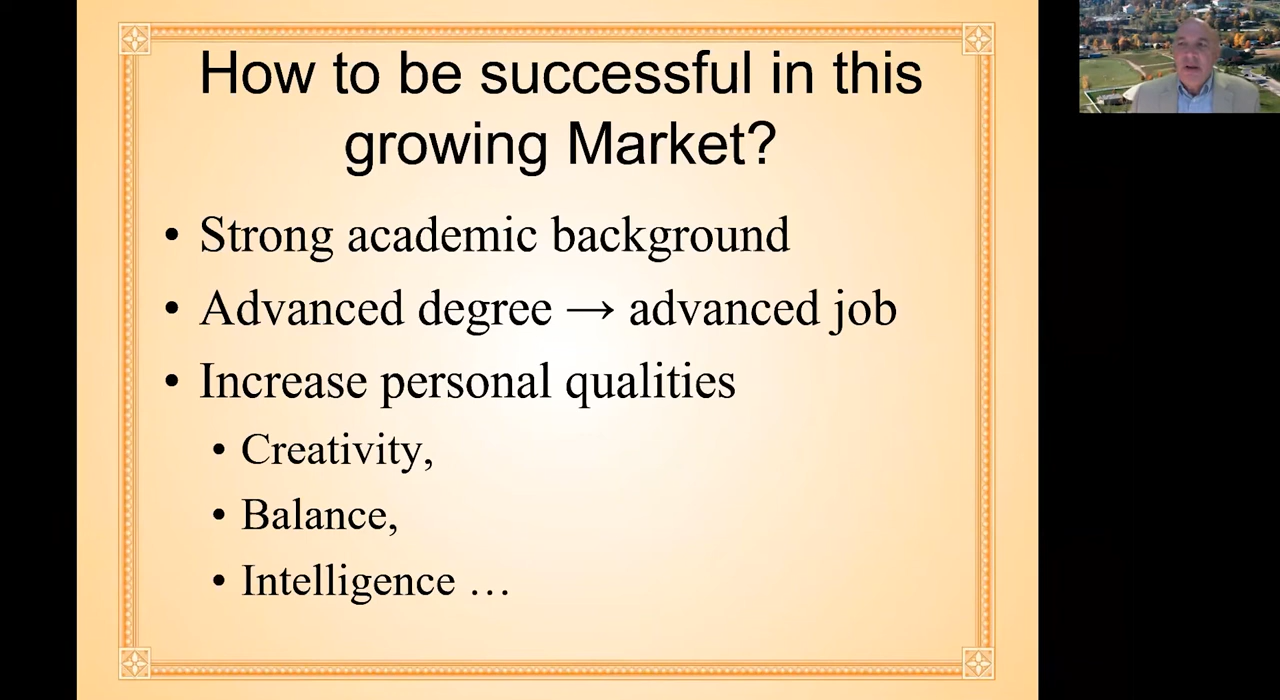 How to be successful in this
growing Market?
• Strong academic background
• Advanced degree → advanced job
• Increase personal qualities
• Creativity,
• Balance,
• Intelligence …